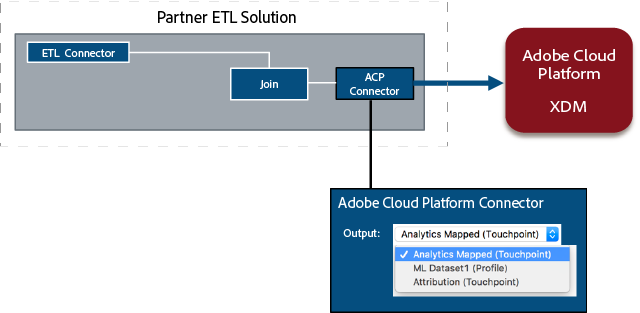 Partner ETL Solution
ETL Connector
Join
ACP
Connector
Adobe Cloud
Platform
XDM
Adobe Cloud Platform Connector
Output:
Analytics Mapped (Touchpoint)
Analytics Mapped (Touchpoint)
ML Dataset1 (Profile)
Attribution (Touchpoint)